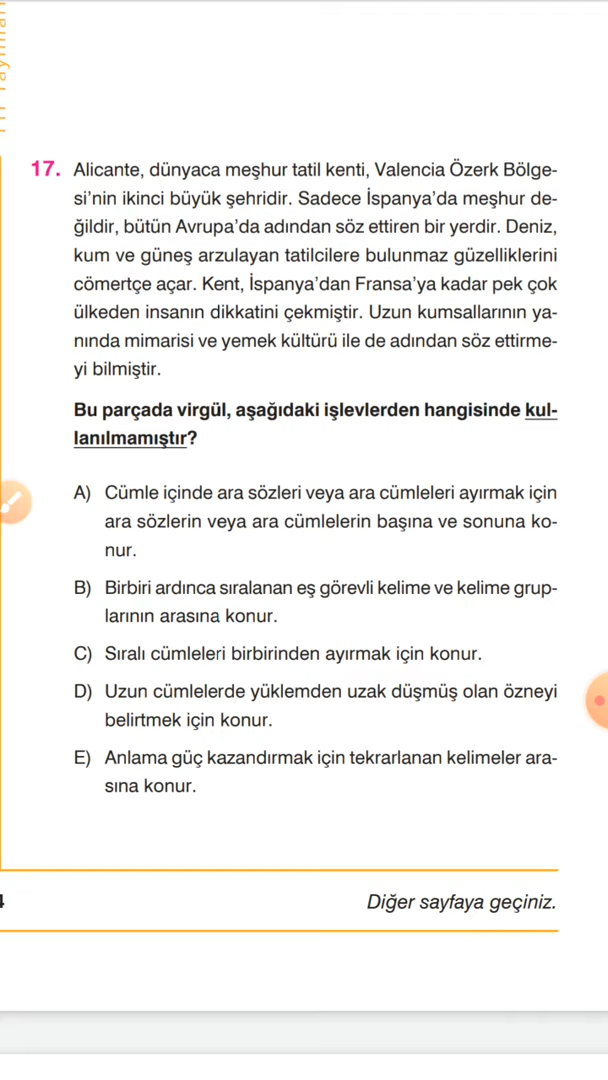 17. Alicante, dünyaca meşhur tatil kenti, Valencia Özerk Bölge-
si'nin ikinci büyük şehridir. Sadece İspanya'da meşhur de-
ğildir, bütün Avrupa'da adından söz ettiren bir yerdir. Deniz,
kum ve güneş arzulayan tatilcilere bulunmaz güzelliklerini
cömertçe açar. Kent, İspanya'dan Fransa'ya kadar pek çok
ülkeden insanın dikkatini çekmiştir. Uzun kumsallarının ya-
nında mimarisi ve yemek kültürü ile de adından söz ettirme-
yi bilmiştir.
Bu parçada virgül, aşağıdaki işlevlerden hangisinde kul-
lanılmamıştır?
A) Cümle içinde ara sözleri veya ara cümleleri ayırmak için
ara sözlerin veya ara cümlelerin başına ve sonuna ko-
nur.
B) Birbiri ardınca sıralanan eş görevli kelime ve kelime grup-
larının arasına konur.
C) Sıralı cümleleri birbirinden ayırmak için konur.
D) Uzun cümlelerde yüklemden uzak düşmüş olan özneyi
belirtmek için konur.
E) Anlama güç kazandırmak için tekrarlanan kelimeler ara-
sına konur.
Diğer sayfaya geçiniz.